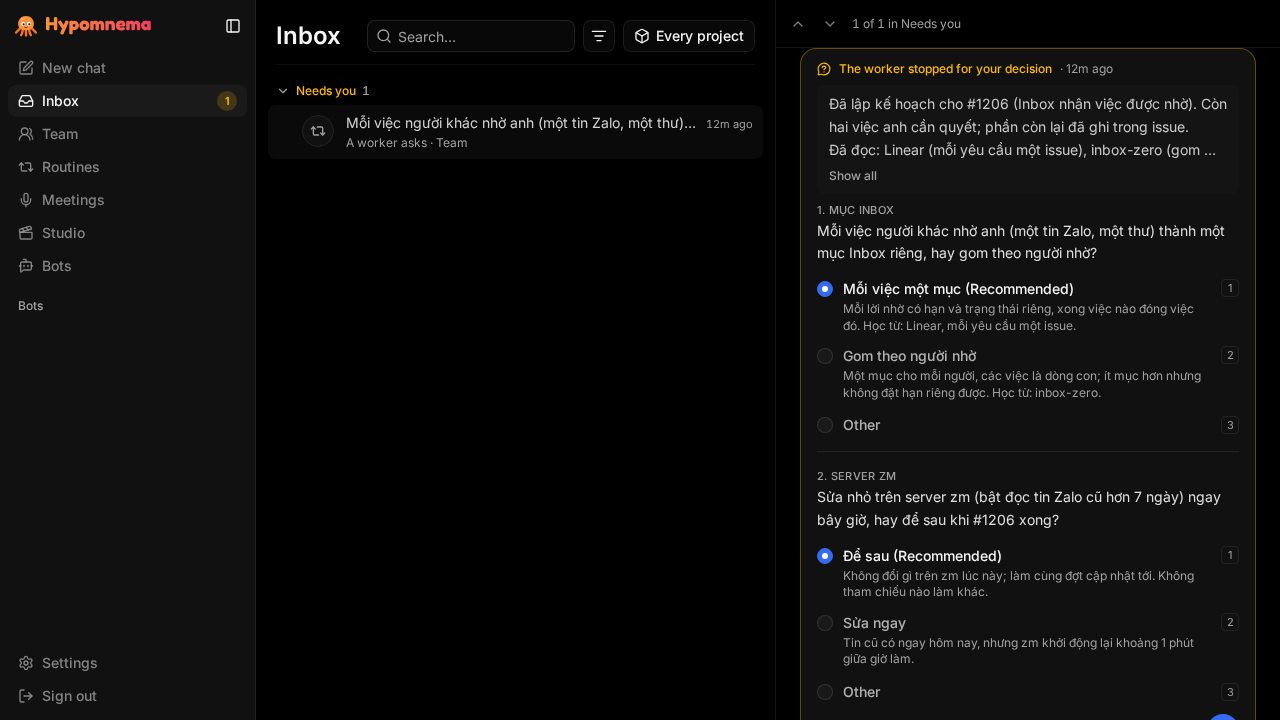 Hypomnema
New chat
Inbox
1
Team
Routines
Meetings
Studio
Bots
Bots
Settings
Sign out
Inbox
Search...
Every project
Needs you 1
Mỗi việc người khác nhờ anh (một tin Zalo, một thư)...
12m ago
A worker asks · Team
1 of 1 in Needs you
The worker stopped for your decision · 12m ago
Đã lập kế hoạch cho #1206 (Inbox nhận việc được nhờ). Còn
hai việc anh cần quyết; phần còn lại đã ghi trong issue.
Đã đọc: Linear (mỗi yêu cầu một issue), inbox-zero (gom ...
Show all
1. MỤC INBOX
Mỗi việc người khác nhờ anh (một tin Zalo, một thư) thành một
mục Inbox riêng, hay gom theo người nhờ?
Mỗi việc một mục (Recommended)
1
Mỗi lời nhờ có hạn và trạng thái riêng, xong việc nào đóng việc
đó. Học từ: Linear, mỗi yêu cầu một issue.
Gom theo người nhờ
2
Một mục cho mỗi người, các việc là dòng con; ít mục hơn nhưng
không đặt hạn riêng được. Học từ: inbox-zero.
Other
3
2. SERVER ZM
Sửa nhỏ trên server zm (bật đọc tin Zalo cũ hơn 7 ngày) ngay
bây giờ, hay để sau khi #1206 xong?
Để sau (Recommended)
1
Không đổi gì trên zm lúc này; làm cùng đợt cập nhật tới. Không
tham chiếu nào làm khác.
Sửa ngay
2
Tin cũ có ngay hôm nay, nhưng zm khởi động lại khoảng 1 phút
giữa giờ làm.
Other
3